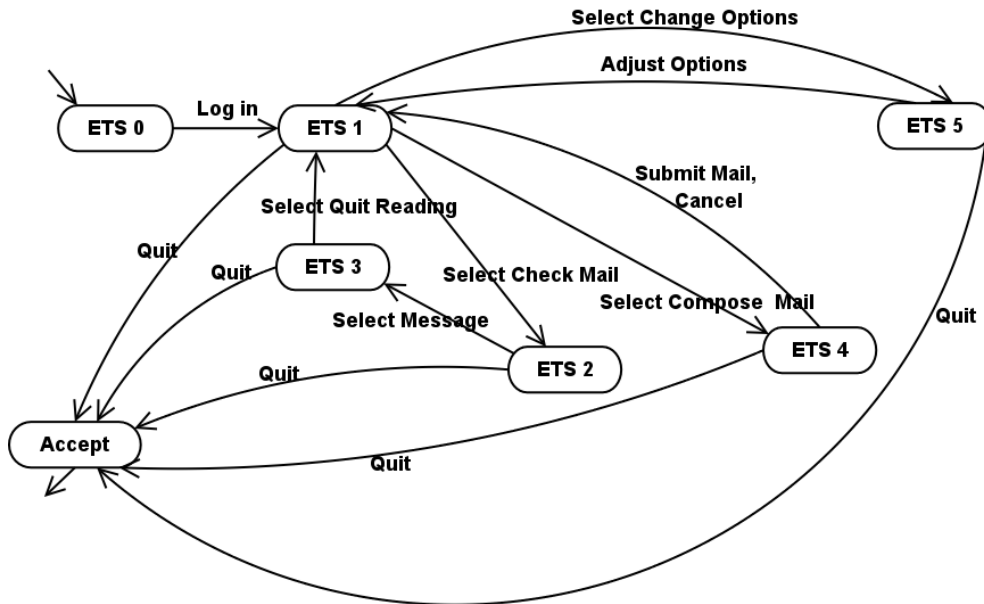 Select Change Options
Adjust Options
Log in
ETS 0
ETS 1
ETS 5
Submit Mail,
Cancel
Select Quit Reading
Quit
Quit
ETS 3
Select Check Mail
Select Compose Mail
Quit
Select Message
ETS 4
Quit
ETS 2
Accept
Quit